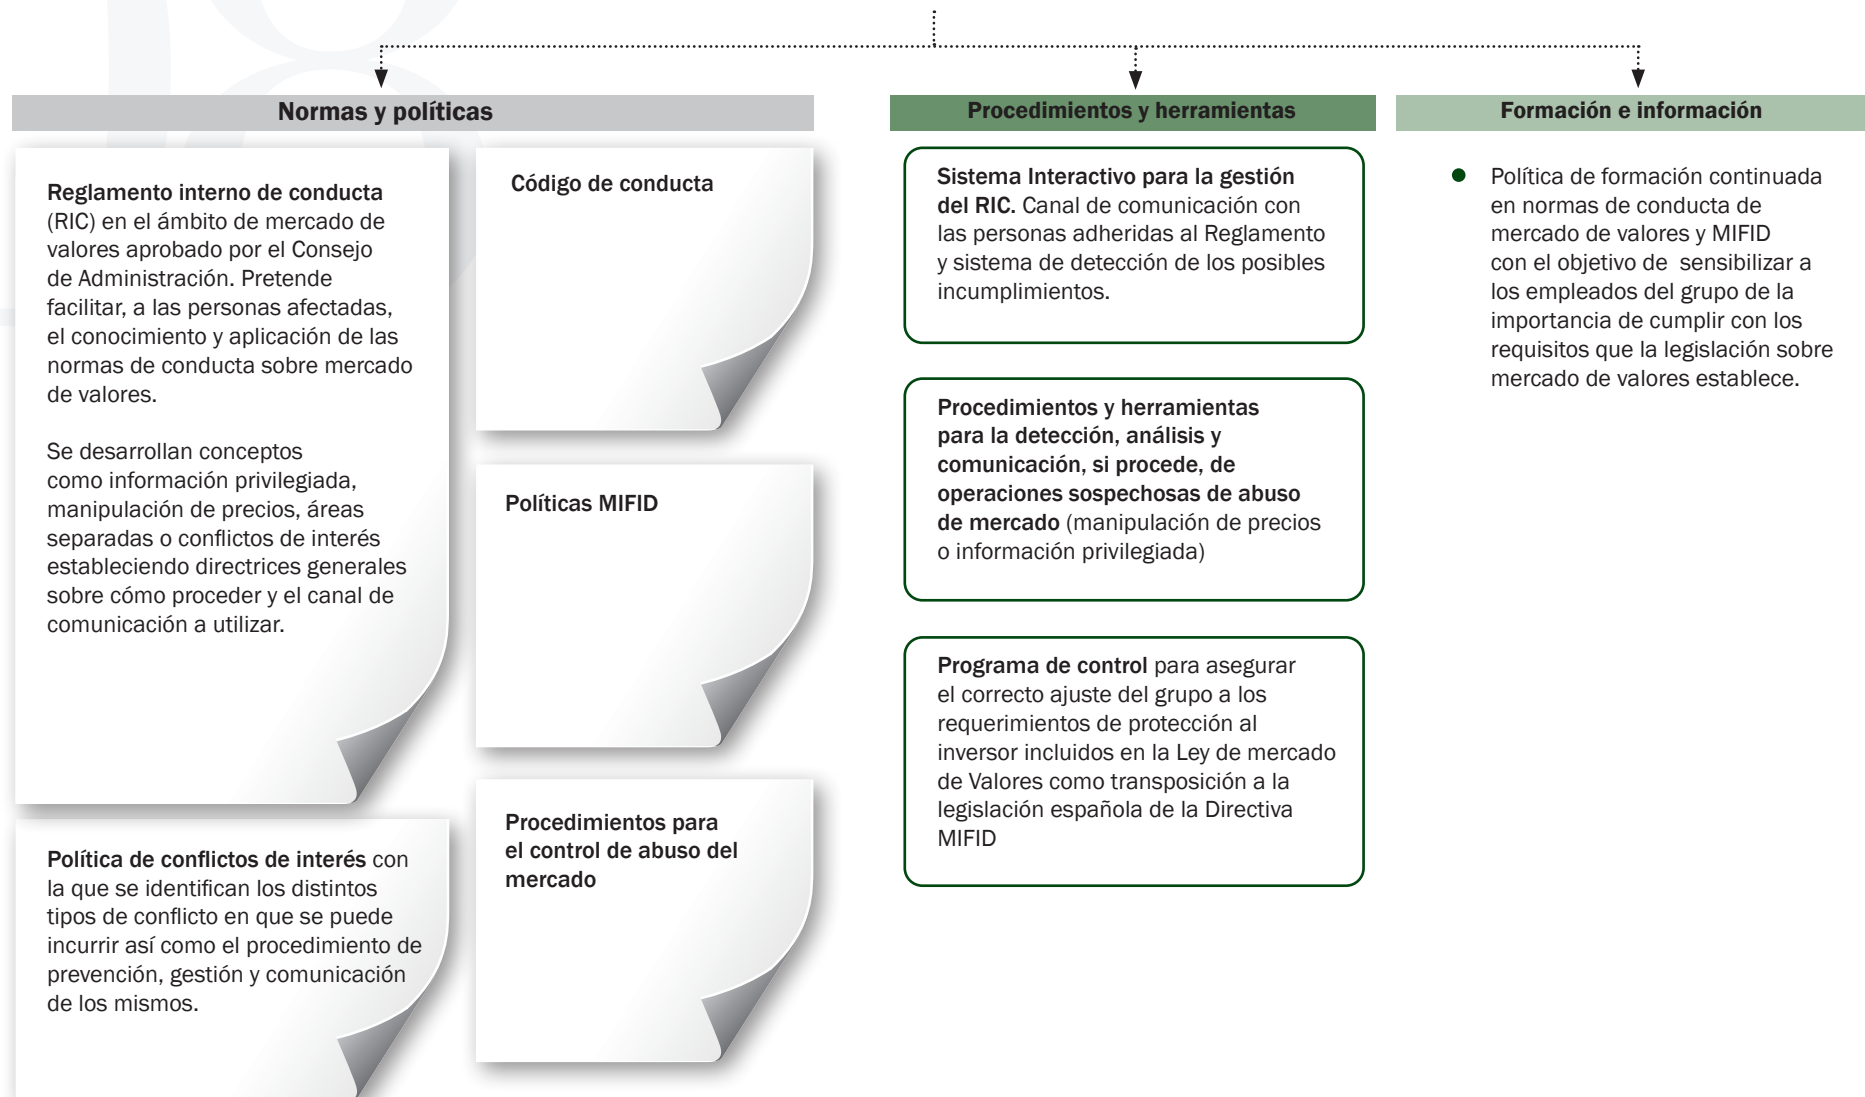 Normas y políticas
Reglamento interno de conducta
(RIC) en el ámbito de mercado de
valores aprobado por el Consejo
de Administración. Pretende
facilitar, a las personas afectadas,
el conocimiento y aplicación de las
normas de conducta sobre mercado
de valores.
Se desarrollan conceptos
como información privilegiada,
manipulación de precios, áreas
separadas o conflictos de interés
estableciendo directrices generales
sobre cómo proceder y el canal de
comunicación a utilizar.
Política de conflictos de interés con
la que se identifican los distintos
tipos de conflicto en que se puede
incurrir así como el procedimiento de
prevención, gestión y comunicación
de los mismos.
Código de conducta
Políticas MIFID
Procedimientos para
el control de abuso del
mercado
Procedimientos y herramientas
Sistema Interactivo para la gestión
del RIC. Canal de comunicación con
las personas adheridas al Reglamento
y sistema de detección de los posibles
incumplimientos.
Procedimientos y herramientas
para la detección, análisis y
comunicación, si procede, de
operaciones sospechosas de abuso
de mercado (manipulación de precios
o información privilegiada)
Programa de control para asegurar
el correcto ajuste del grupo a los
requerimientos de protección al
inversor incluidos en la Ley de mercado
de Valores como transposición a la
legislación española de la Directiva
MIFID
Formación e información
● Política de formación continuada
en normas de conducta de
mercado de valores y MIFID
con el objetivo de sensibilizar a
los empleados del grupo de la
importancia de cumplir con los
requisitos que la legislación sobre
mercado de valores establece.